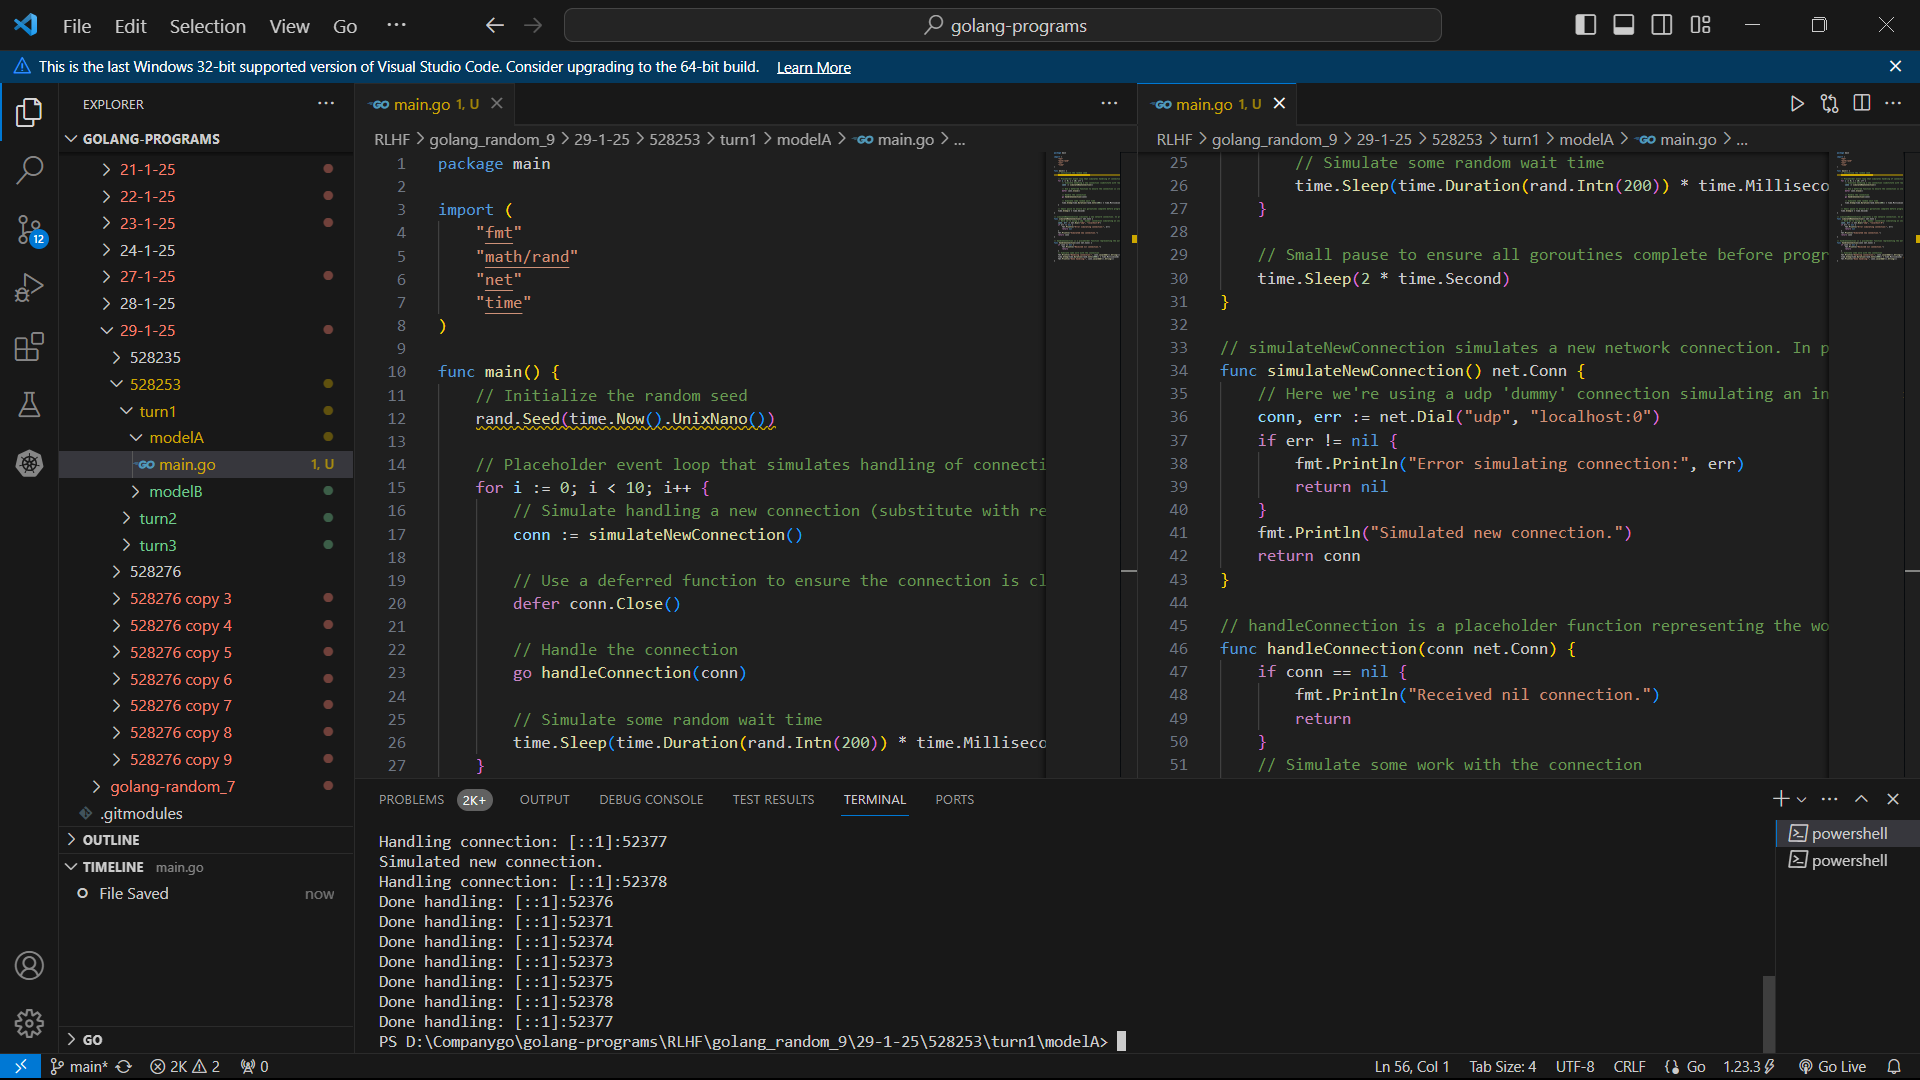 File Edit Selection View Go ...
golang-programs
This is the last Windows 32-bit supported version of Visual Studio Code. Consider upgrading to the 64-bit build. Learn More
EXPLORER
GOLANG-PROGRAMS
21-1-25
22-1-25
23-1-25
24-1-25
27-1-25
28-1-25
29-1-25
528235
528253
turn1
modelA
GO main.go 1, U
modelB
turn2
turn3
528276
528276 copy 3
528276 copy 4
528276 copy 5
528276 copy 6
528276 copy 7
528276 copy 8
528276 copy 9
golang-random_7
.gitmodules
OUTLINE
TIMELINE main.go
File Saved now
GO
12
GO main.go 1, U
RLHF > golang_random_9 > 29-1-25 > 528253 > turn1 > modelA > GO main.go > ...
1 package main
2
3 import (
4 "fmt"
5 "math/rand"
6 "net"
7 "time"
8 )
9
10 func main() {
11 // Initialize the random seed
12 rand.Seed(time.Now().UnixNano())
13
14 // Placeholder event loop that simulates handling of connecti
15 for i := 0; i < 10; i++ {
16 // Simulate handling a new connection (substitute with re
17 conn := simulateNewConnection()
18
19 // Use a deferred function to ensure the connection is cl
20 defer conn.Close()
21
22 // Handle the connection
23 go handleConnection(conn)
24
25 // Simulate some random wait time
26 time.Sleep(time.Duration(rand.Intn(200)) * time.Milliseco
27 }
GO main.go 1, U
RLHF > golang_random_9 > 29-1-25 > 528253 > turn1 > modelA > GO main.go > ...
25 // Simulate some random wait time
26 time.Sleep(time.Duration(rand.Intn(200)) * time.Milliseco
27 }
28
29 // Small pause to ensure all goroutines complete before progr
30 time.Sleep(2 * time.Second)
31 }
32
33 // simulateNewConnection simulates a new network connection. In p
34 func simulateNewConnection() net.Conn {
35 // Here we're using a udp 'dummy' connection simulating an in
36 conn, err := net.Dial("udp", "localhost:0")
37 if err != nil {
38 fmt.Println("Error simulating connection:", err)
39 return nil
40 }
41 fmt.Println("Simulated new connection.")
42 return conn
43 }
44
45 // handleConnection is a placeholder function representing the wo
46 func handleConnection(conn net.Conn) {
47 if conn == nil {
48 fmt.Println("Received nil connection.")
49 return
50 }
51 // Simulate some work with the connection
PROBLEMS 2K+ OUTPUT DEBUG CONSOLE TEST RESULTS TERMINAL PORTS
Handling connection: [::1]:52377
Simulated new connection.
Handling connection: [::1]:52378
Done handling: [::1]:52376
Done handling: [::1]:52371
Done handling: [::1]:52374
Done handling: [::1]:52373
Done handling: [::1]:52375
Done handling: [::1]:52378
Done handling: [::1]:52377
PS D:\Companygo\golang-programs\RLHF\golang_random_9\29-1-25\528253\turn1\modelA>
powershell
powershell
main* 2K 2 0 Ln 56, Col 1 Tab Size: 4 UTF-8 CRLF Go 1.23.3 Go Live